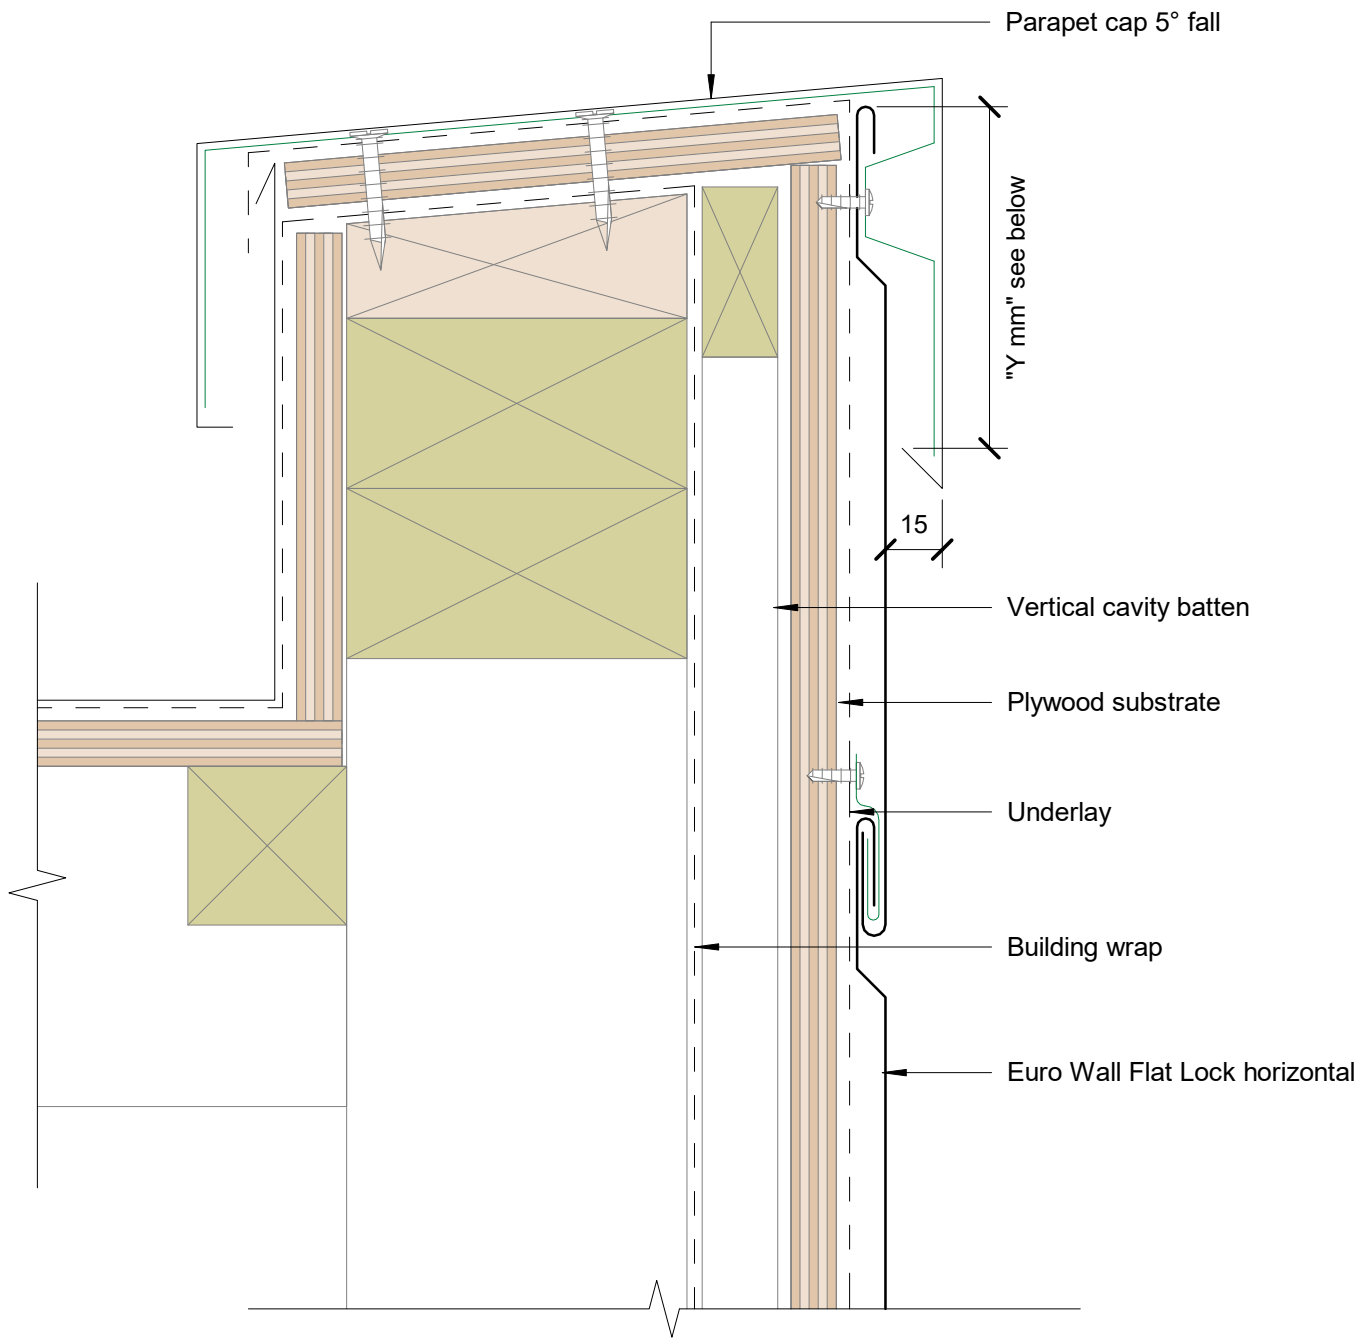 Parapet cap 5° fall
"Y mm" see below
15
Vertical cavity batten
Plywood substrate
Underlay
Building wrap
Euro Wall Flat Lock horizontal